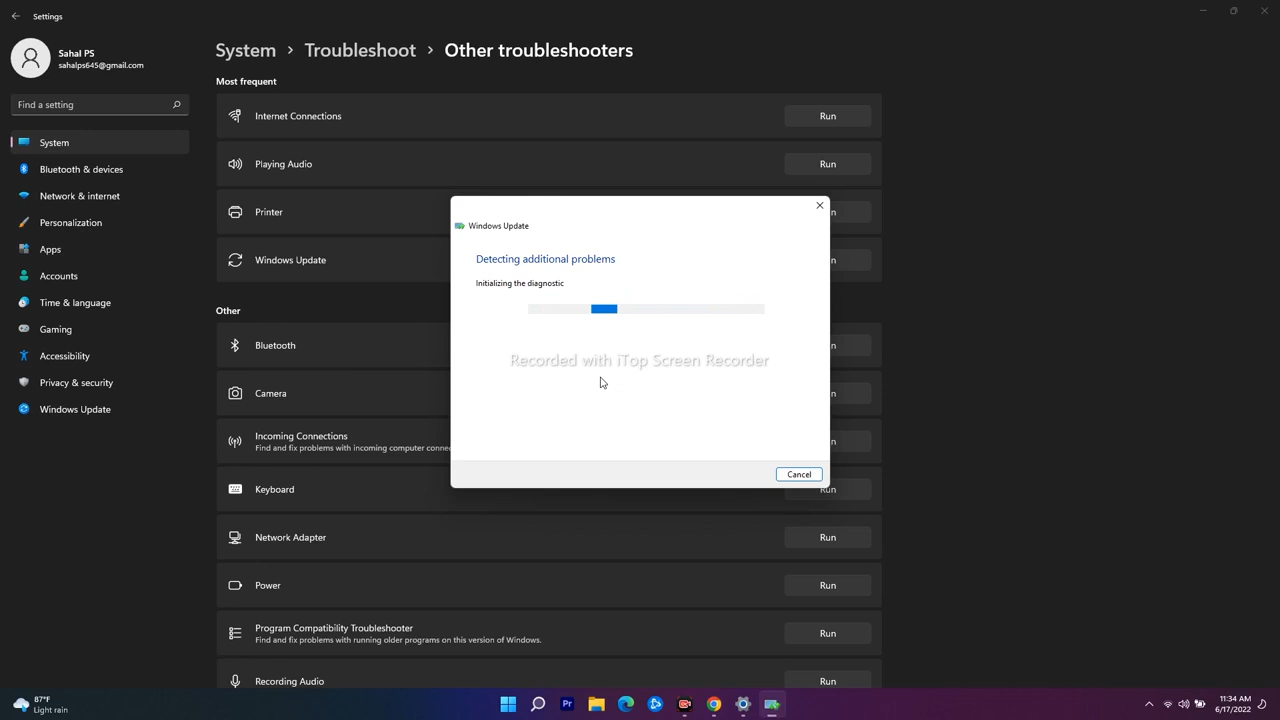 Settings
Sahal PS
sahalps645@gmail.com
Find a setting
System
Bluetooth & devices
Network & internet
Personalization
Apps
Accounts
Time & language
Gaming
Accessibility
Privacy & security
Windows Update
System > Troubleshoot > Other troubleshooters
Most frequent
Internet Connections Run
Playing Audio Run
Printer
Windows Update
Other
Bluetooth
Camera
Incoming Connections
Find and fix problems with incoming computer
Keyboard Run
Network Adapter Run
Power Run
Program Compatibility Troubleshooter Run
Find and fix problems with running older programs on this version of Windows.
Recording Audio Run
Windows Update
Detecting additional problems
Initializing the diagnostic
Recorded with iTop Screen Recorder
Cancel
87°F
Light rain
Pr
11:34 AM
6/17/2022